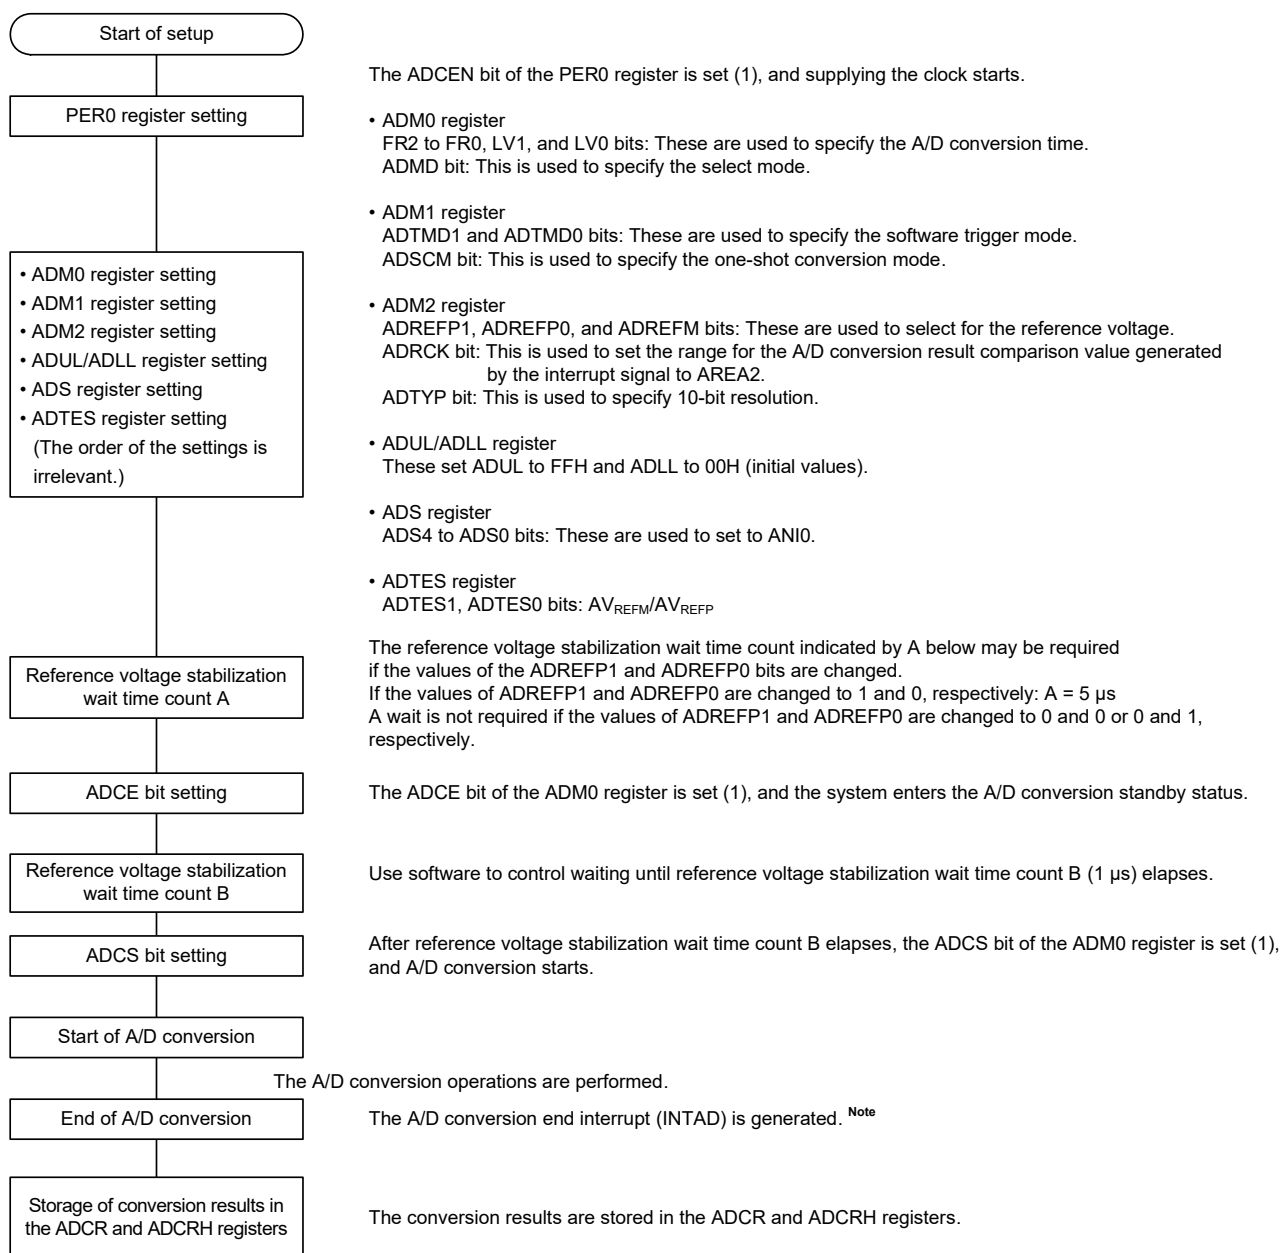 Start of setup
The ADCEN bit of the PER0 register is set (1), and supplying the clock starts.
PER0 register setting
• ADM0 register
FR2 to FR0, LV1, and LV0 bits: These are used to specify the A/D conversion time.
ADMD bit: This is used to specify the select mode.
• ADM1 register
ADTMD1 and ADTMD0 bits: These are used to specify the software trigger mode.
ADSCM bit: This is used to specify the one-shot conversion mode.
• ADM0 register setting
• ADM1 register setting
• ADM2 register setting
• ADUL/ADLL register setting
• ADS register setting
• ADTES register setting
(The order of the settings is
irrelevant.)
• ADM2 register
ADREFP1, ADREFP0, and ADREFM bits: These are used to select for the reference voltage.
ADRCK bit: This is used to set the range for the A/D conversion result comparison value generated
by the interrupt signal to AREA2.
ADTYP bit: This is used to specify 10-bit resolution.
• ADUL/ADLL register
These set ADUL to FFH and ADLL to 00H (initial values).
• ADS register
ADS4 to ADS0 bits: These are used to set to ANI0.
• ADTES register
ADTES1, ADTES0 bits: AVREFM/AVREFP
Reference voltage stabilization
wait time count A
The reference voltage stabilization wait time count indicated by A below may be required
if the values of the ADREFP1 and ADREFP0 bits are changed.
If the values of ADREFP1 and ADREFP0 are changed to 1 and 0, respectively: A = 5 µs
A wait is not required if the values of ADREFP1 and ADREFP0 are changed to 0 and 0 or 0 and 1,
respectively.
ADCE bit setting
The ADCE bit of the ADM0 register is set (1), and the system enters the A/D conversion standby status.
Reference voltage stabilization
wait time count B
Use software to control waiting until reference voltage stabilization wait time count B (1 µs) elapses.
ADCS bit setting
After reference voltage stabilization wait time count B elapses, the ADCS bit of the ADM0 register is set (1),
and A/D conversion starts.
Start of A/D conversion
The A/D conversion operations are performed.
End of A/D conversion
The A/D conversion end interrupt (INTAD) is generated. Note
Storage of conversion results in
the ADCR and ADCRH registers
The conversion results are stored in the ADCR and ADCRH registers.